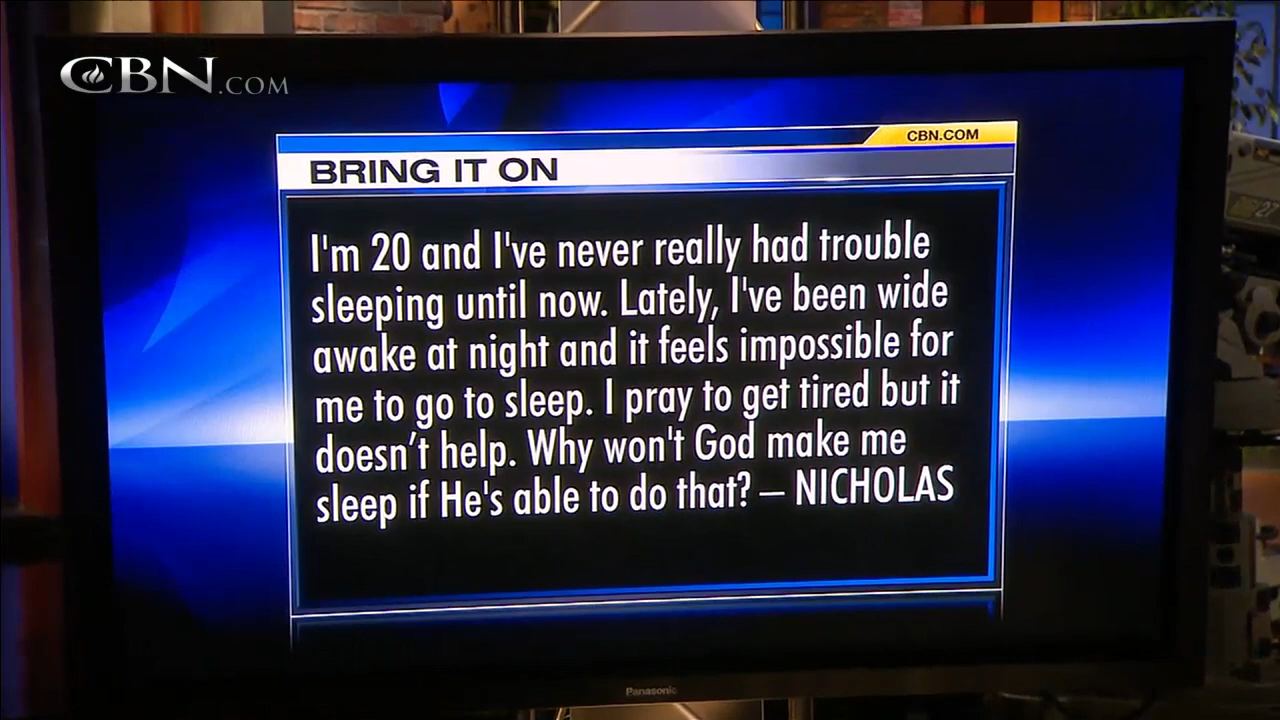 CBN.COM
CBN.COM
BRING IT ON
I'm 20 and I've never really had trouble
sleeping until now. Lately, I've been wide
awake at night and it feels impossible for
me to go to sleep. I pray to get tired but it
doesn’t help. Why won't God make me
sleep if He's able to do that? – NICHOLAS
Panasonic